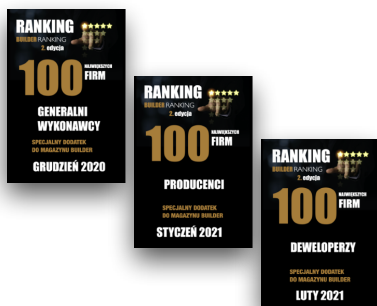 RANKING
BUILDER RANKING
2. edycja
100 NAJWIĘKSZYCH
FIRM
GENERALNI
WYKONAWCY
SPECJALNY DODATEK
DO MAGAZYNU BUILDER
GRUDZIEŃ 2020
RANKING
BUILDER RANKING
2. edycja
100 NAJWIĘKSZYCH
FIRM
PRODUCENCI
SPECJALNY DODATEK
DO MAGAZYNU BUILDER
STYCZEŃ 2021
RANKING
BUILDER RANKING
2. edycja
100 NAJWIĘKSZYCH
FIRM
DEWELOPERZY
SPECJALNY DODATEK
DO MAGAZYNU BUILDER
LUTY 2021